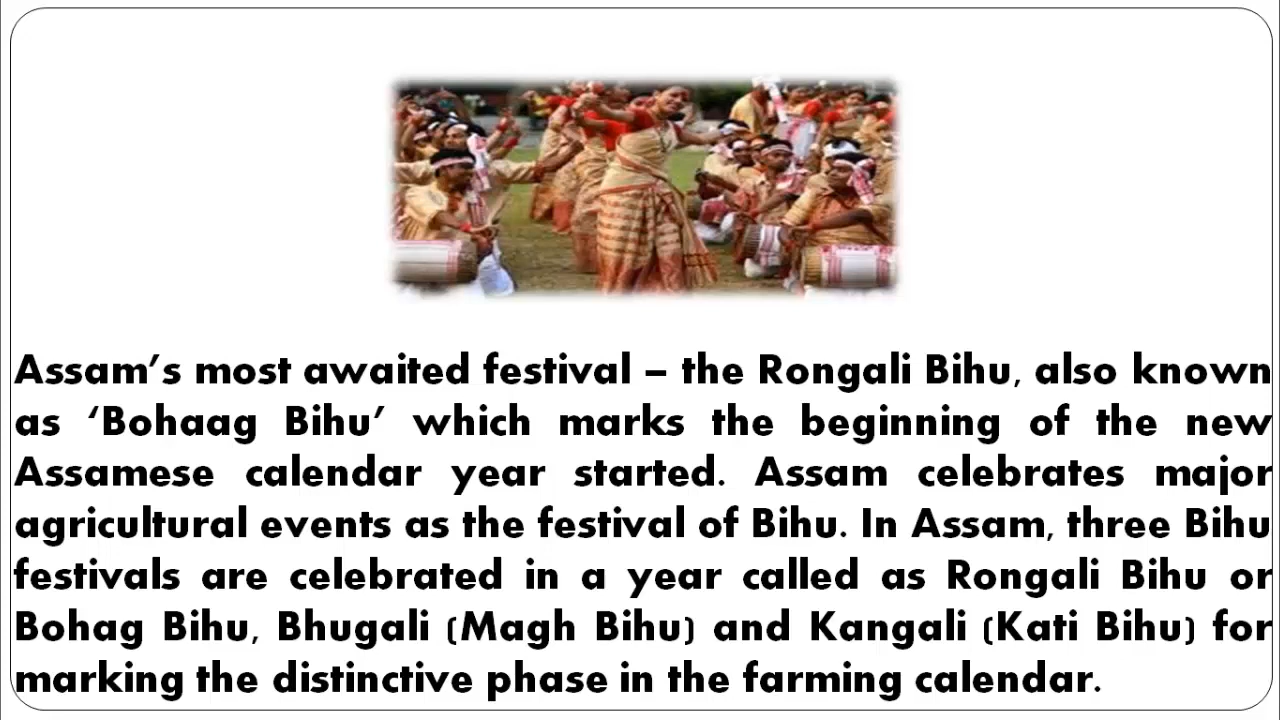 Assam’s most awaited festival – the Rongali Bihu, also known
as ‘Bohaag Bihu’ which marks the beginning of the new
Assamese calendar year started. Assam celebrates major
agricultural events as the festival of Bihu. In Assam, three Bihu
festivals are celebrated in a year called as Rongali Bihu or
Bohag Bihu, Bhugali (Magh Bihu) and Kangali (Kati Bihu) for
marking the distinctive phase in the farming calendar.